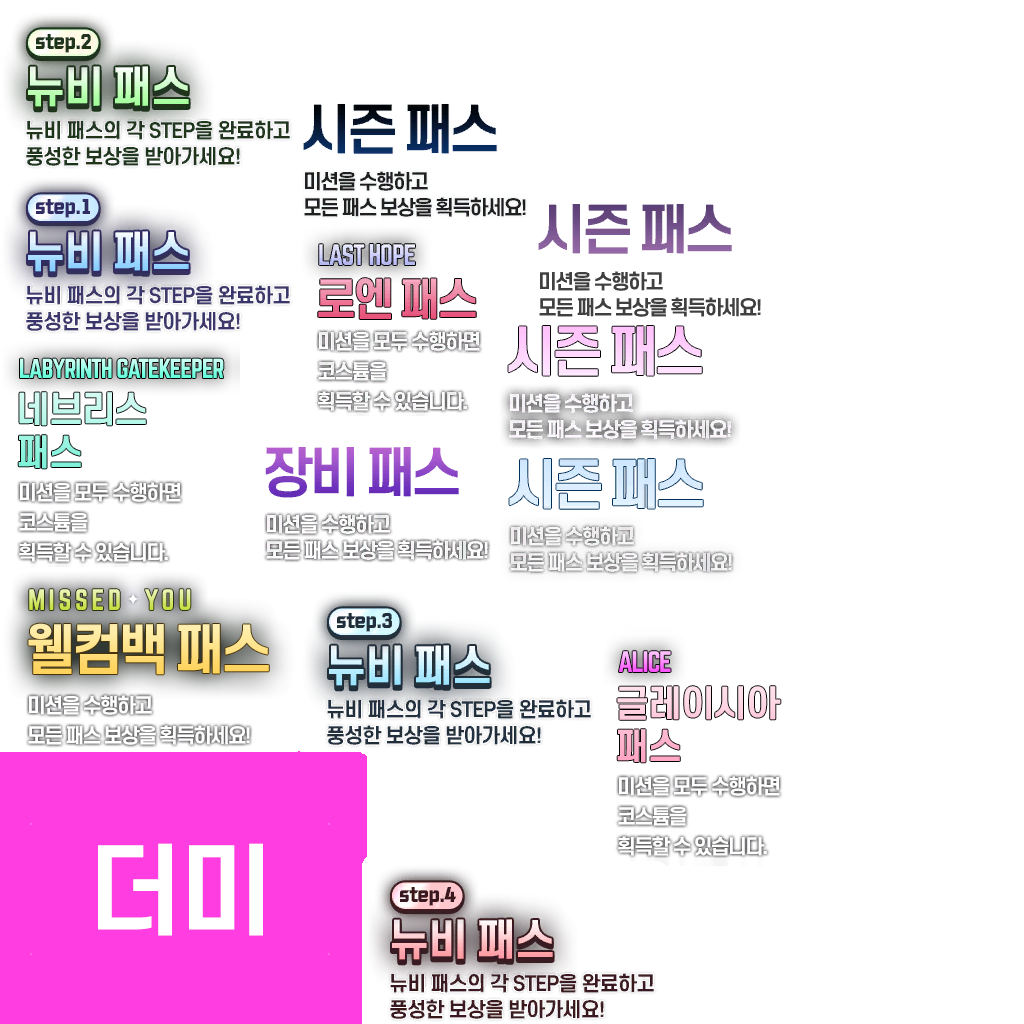 step.2
뉴비 패스
뉴비 패스의 각 STEP을 완료하고
풍성한 보상을 받아가세요!
시즌 패스
미션을 수행하고
모든 패스 보상을 획득하세요!
step.1
뉴비 패스
뉴비 패스의 각 STEP을 완료하고
풍성한 보상을 받아가세요!
시즌 패스
미션을 수행하고
모든 패스 보상을 획득하세요!
LAST HOPE
로엔 패스
미션을 모두 수행하면
코스튬을
획득할 수 있습니다.
시즌 패스
미션을 수행하고
모든 패스 보상을 획득하세요!
LABYRINTH GATEKEEPER
네브리스
패스
미션을 모두 수행하면
코스튬을
획득할 수 있습니다.
장비 패스
미션을 수행하고
모든 패스 보상을 획득하세요!
시즌 패스
미션을 수행하고
모든 패스 보상을 획득하세요!
MISSED YOU
웰컴백 패스
미션을 수행하고
모든 패스 보상을 획득하세요!
step.3
뉴비 패스
뉴비 패스의 각 STEP을 완료하고
풍성한 보상을 받아가세요!
ALICE
글레이시아
패스
미션을 모두 수행하면
코스튬을
획득할 수 있습니다.
더미
step.4
뉴비 패스
뉴비 패스의 각 STEP을 완료하고
풍성한 보상을 받아가세요!